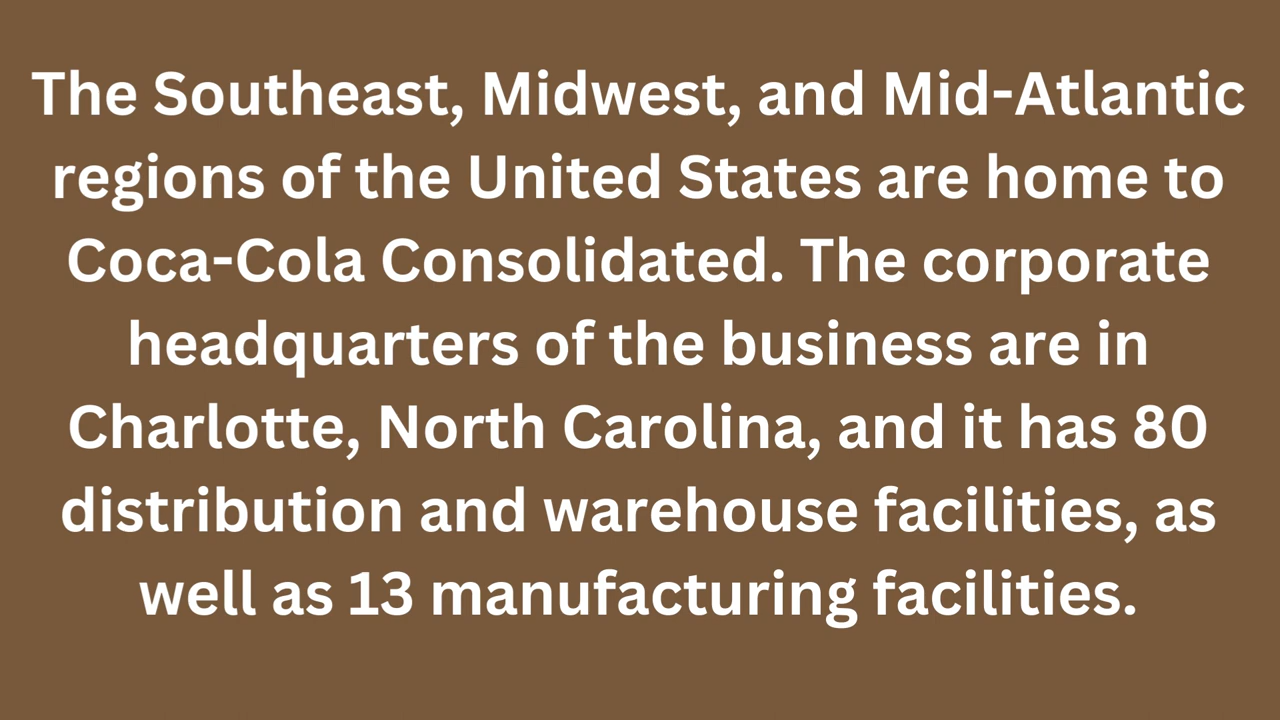 The Southeast, Midwest, and Mid-Atlantic
regions of the United States are home to
Coca-Cola Consolidated. The corporate
headquarters of the business are in
Charlotte, North Carolina, and it has 80
distribution and warehouse facilities, as
well as 13 manufacturing facilities.